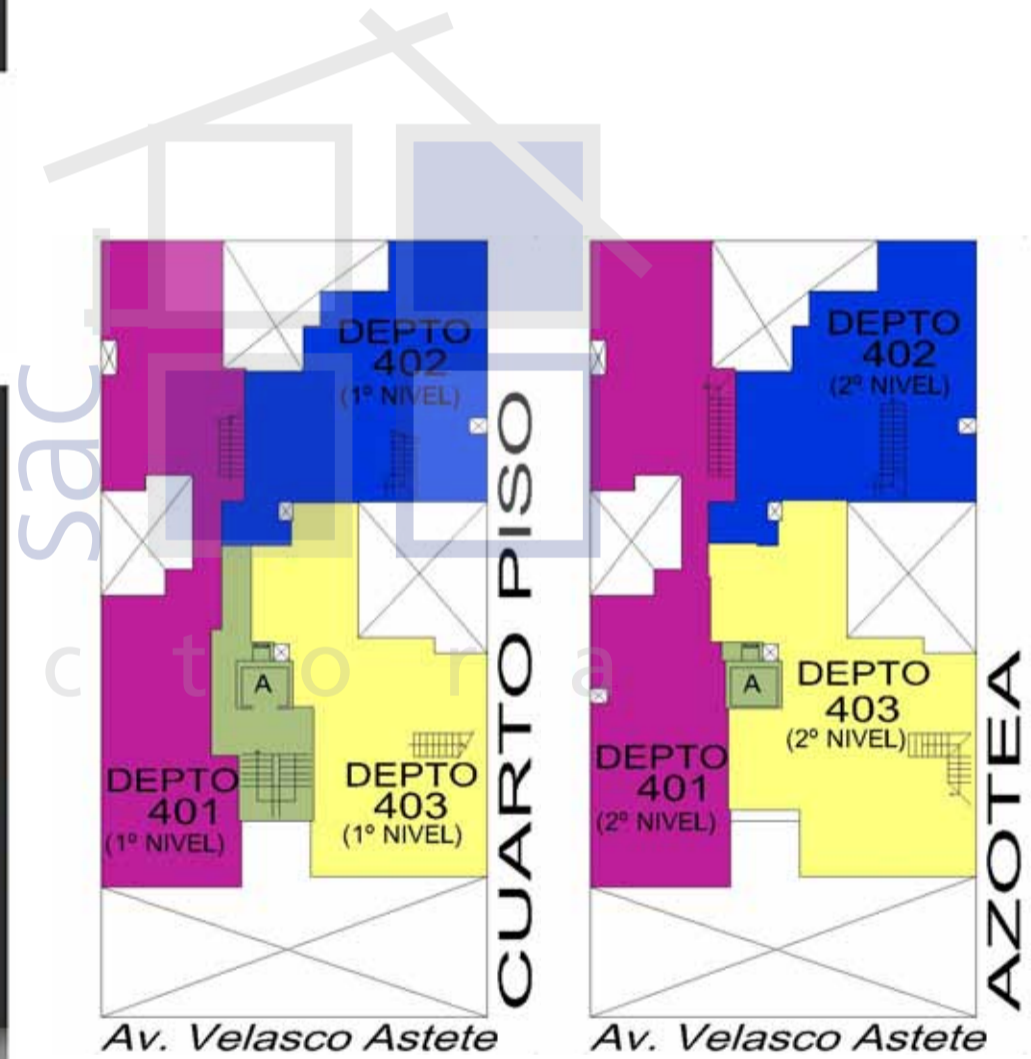 DEPTO
402
(1º NIVEL)
A
DEPTO
401
(1º NIVEL)
DEPTO
403
(1º NIVEL)
CUARTO PISO
Av. Velasco Astete
DEPTO
402
(2º NIVEL)
A
DEPTO
403
(2º NIVEL)
DEPTO
401
(2º NIVEL)
AZOTEA
Av. Velasco Astete
sac
c t o r a